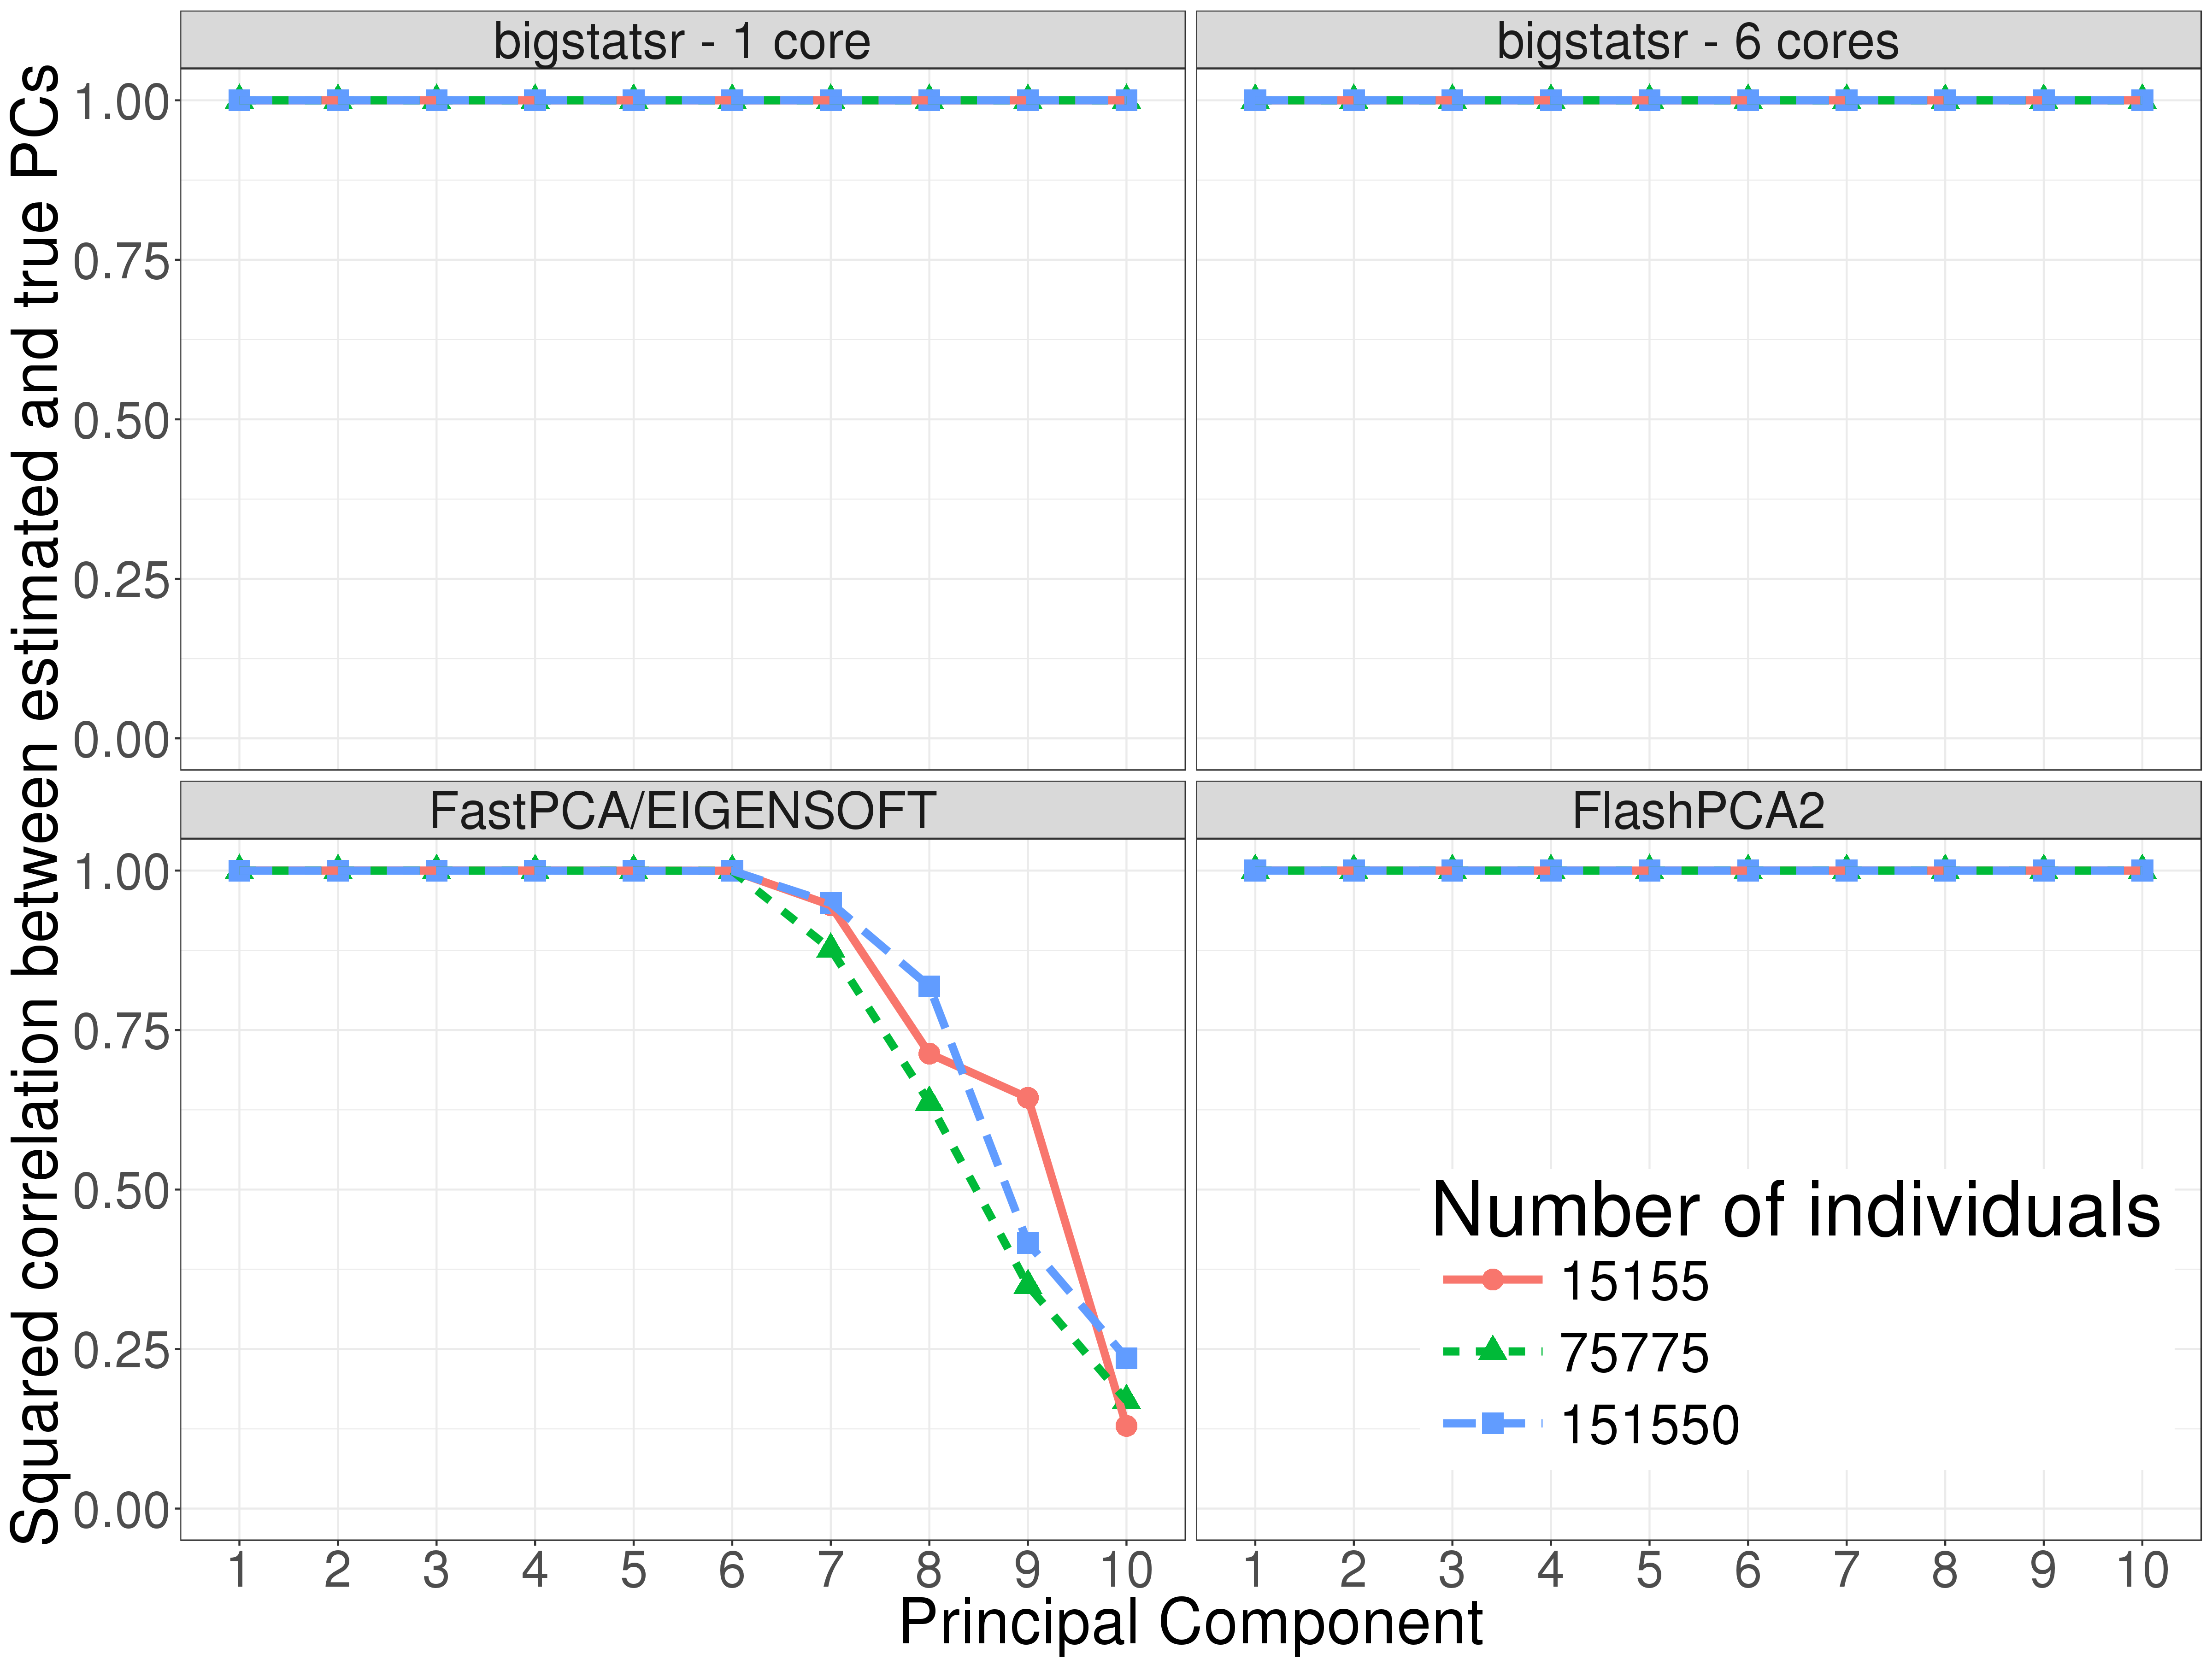 bigstatsr - 1 core
bigstatsr - 6 cores
Squared correlation between estimated and true PCs
1.00
0.75
0.50
0.25
0.00
FastPCA/EIGENSOFT
FlashPCA2
1.00
0.75
0.50
0.25
0.00
Number of individuals
15155
75775
151550
1 2 3 4 5 6 7 8 9 10
1 2 3 4 5 6 7 8 9 10
Principal Component